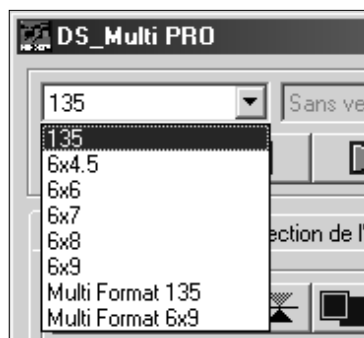 DS_Multi PRO
135
Sans ve
135
6x4.5
6x6
6x7
6x8
6x9
ection de l'
Multi Format 135
Multi Format 6x9